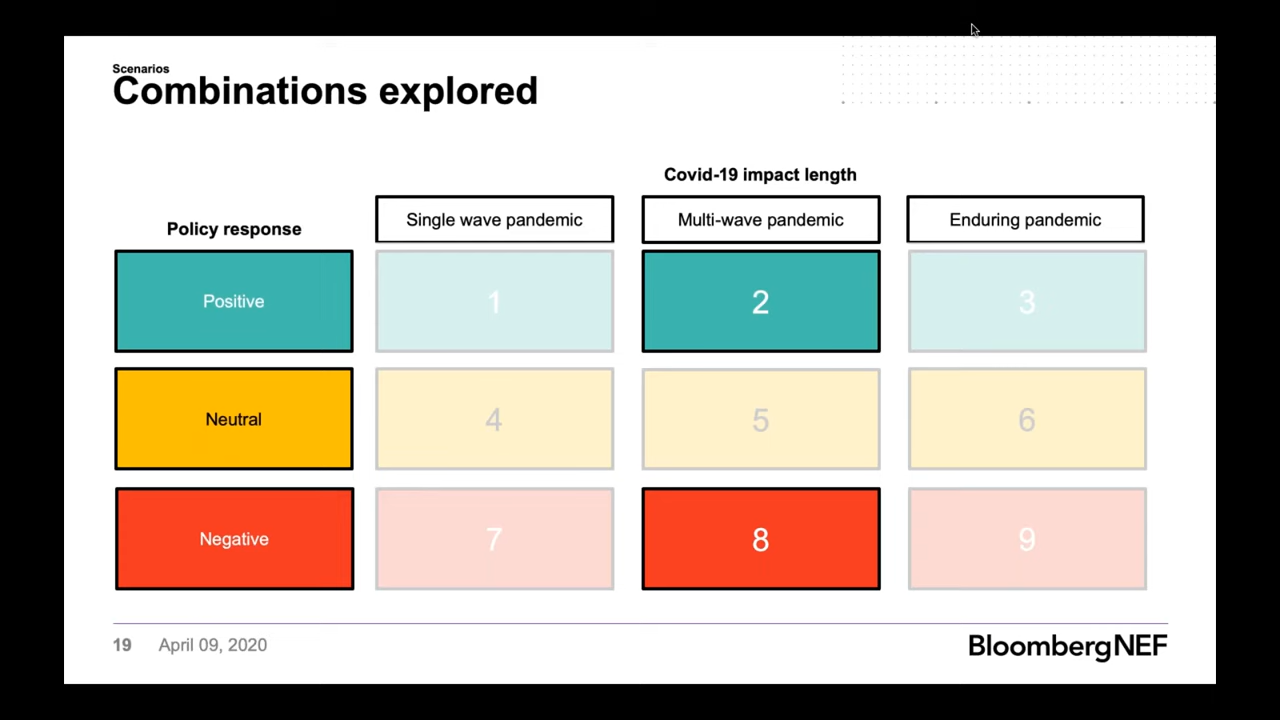 Scenarios
Combinations explored
Covid-19 impact length
Policy response
Single wave pandemic
Multi-wave pandemic
Enduring pandemic
Positive
1
2
3
Neutral
4
5
6
Negative
7
8
9
19
April 09, 2020
BloombergNEF